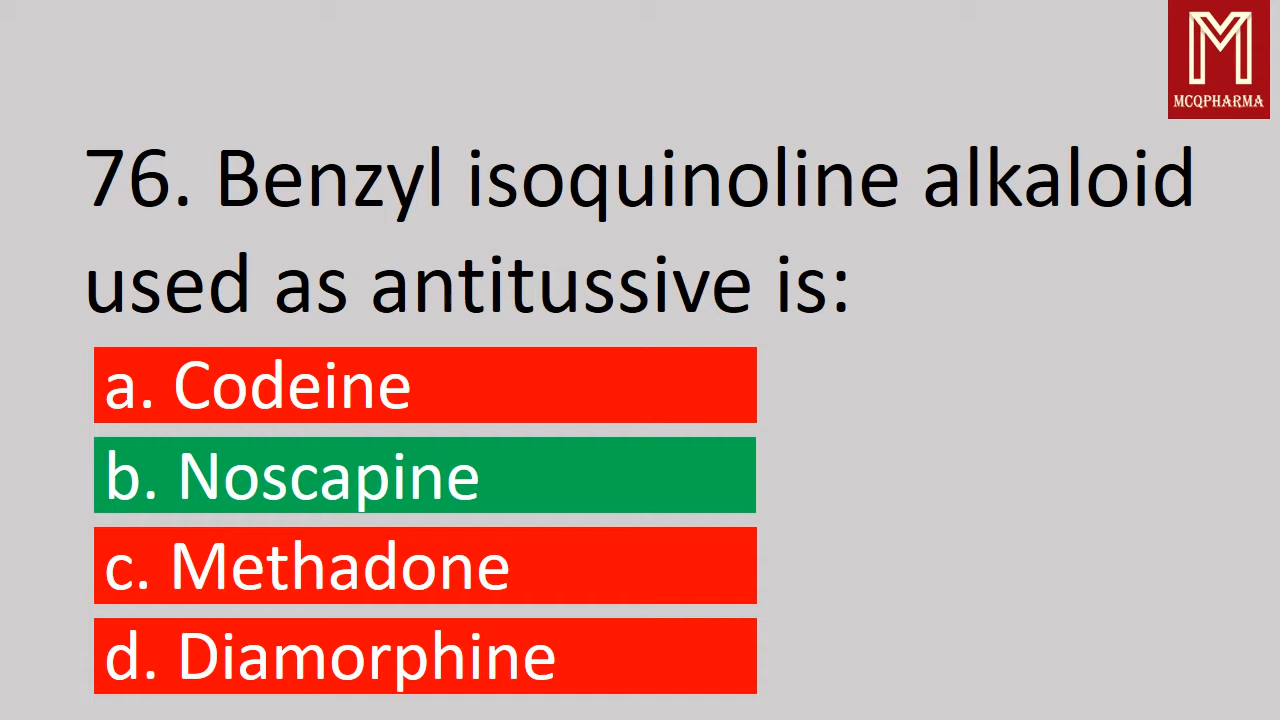 M
MCQPHARMA
76. Benzyl isoquinoline alkaloid
used as antitussive is:
a. Codeine
b. Noscapine
c. Methadone
d. Diamorphine